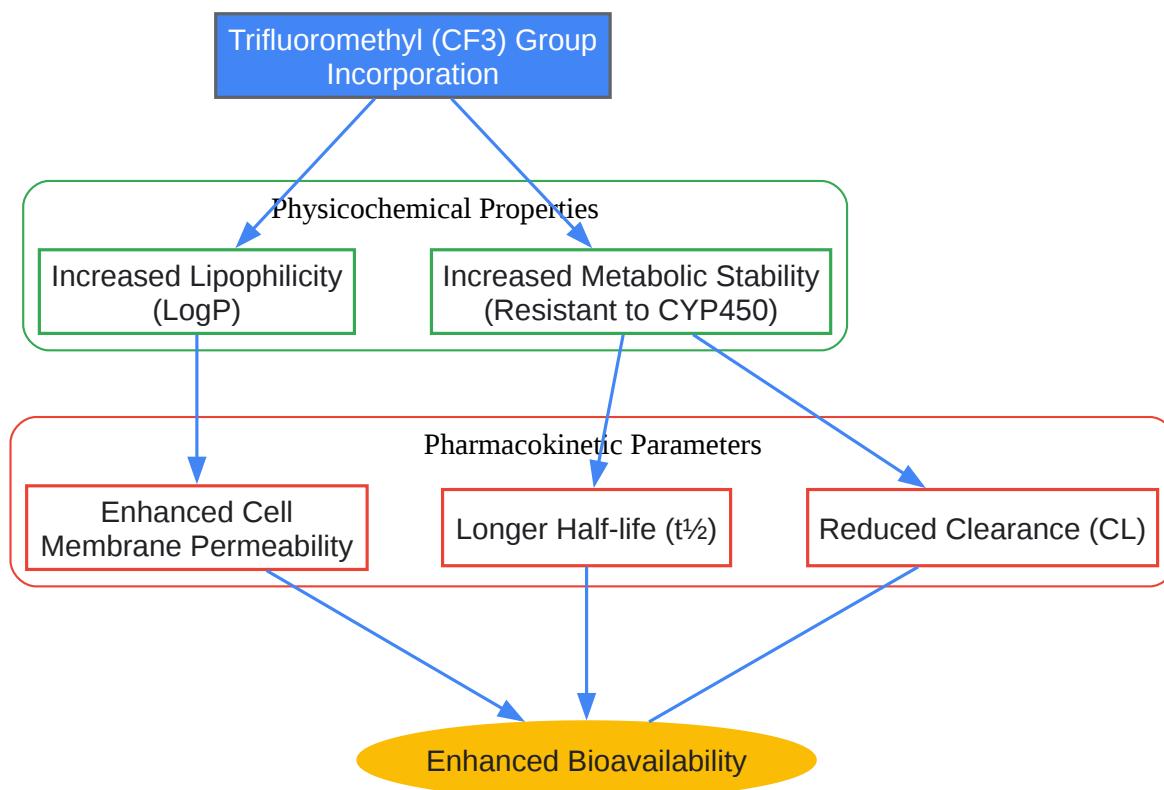 Trifluoromethyl (CF3) Group
Incorporation
Physicochemical Properties
Increased Lipophilicity
(LogP)
Increased Metabolic Stability
(Resistant to CYP450)
Pharmacokinetic Parameters
Enhanced Cell
Membrane Permeability
Longer Half-life (t½)
Reduced Clearance (CL)
Enhanced Bioavailability